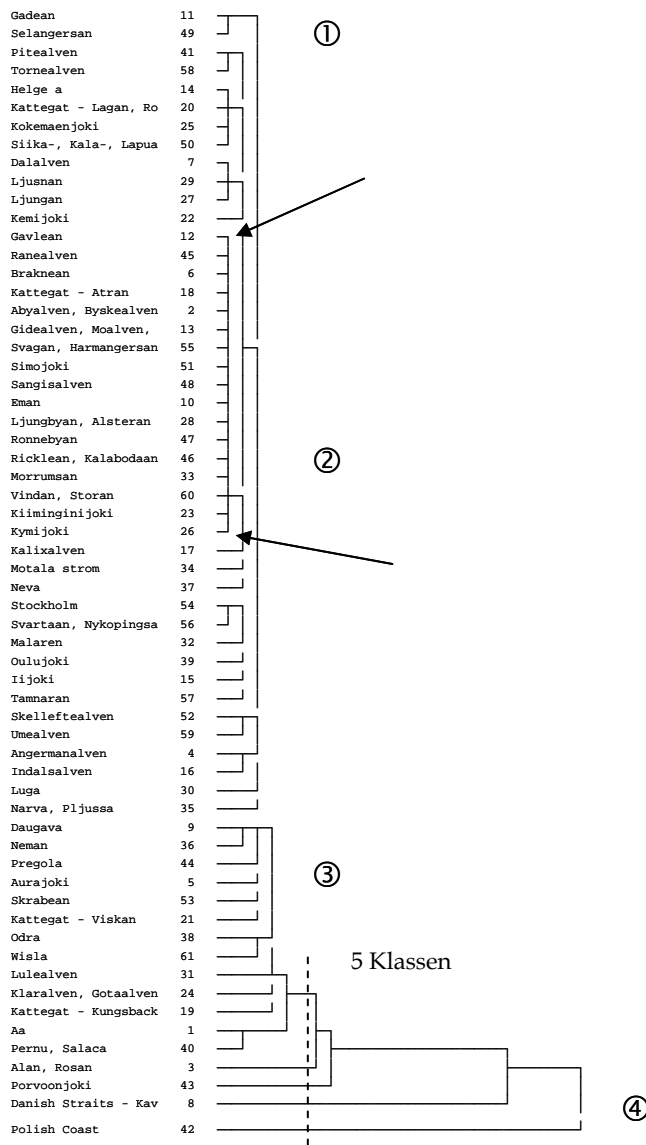 Gadean 11
Selangersan 49
①
Pitealven 41
Tornealven 58
Helge a 14
Kattegat - Lagan, Ro 20
Kokemaenjoki 25
Siika-, Kala-, Lapua 50
Dalalven 7
Ljusnan 29
Ljungan 27
Kemijoki 22
Gavlean 12
Ranealven 45
Braknean 6
Kattegat - Atran 18
Abyalven, Byskealven 2
Gidealven, Moalven, 13
Svagan, Harmangersan 55
Simojoki 51
Sangisalven 48
Eman 10
Ljungbyan, Alsteran 28
Ronnebyan 47
②
Ricklean, Kalabodaan 46
Morrumsan 33
Vindan, Storan 60
Kiiminginijoki 23
Kymijoki 26
Kalixalven 17
Motala strom 34
Neva 37
Stockholm 54
Svartaan, Nykopingsa 56
Malaren 32
Oulujoki 39
Iijoki 15
Tamnaran 57
Skelleftealven 52
Umealven 59
Angermanalven 4
Indalsalven 16
Luga 30
Narva, Pljussa 35
Daugava 9
Neman 36
Pregola 44
③
Aurajoki 5
Skrabean 53
Kattegat - Viskan 21
Odra 38
Wisla 61
5 Klassen
Lulealven 31
Klaralven, Gotaalven 24
Kattegat - Kungsback 19
Aa 1
Pernu, Salaca 40
Alan, Rosan 3
Porvoonjoki 43
Danish Straits - Kav 8
④
Polish Coast 42